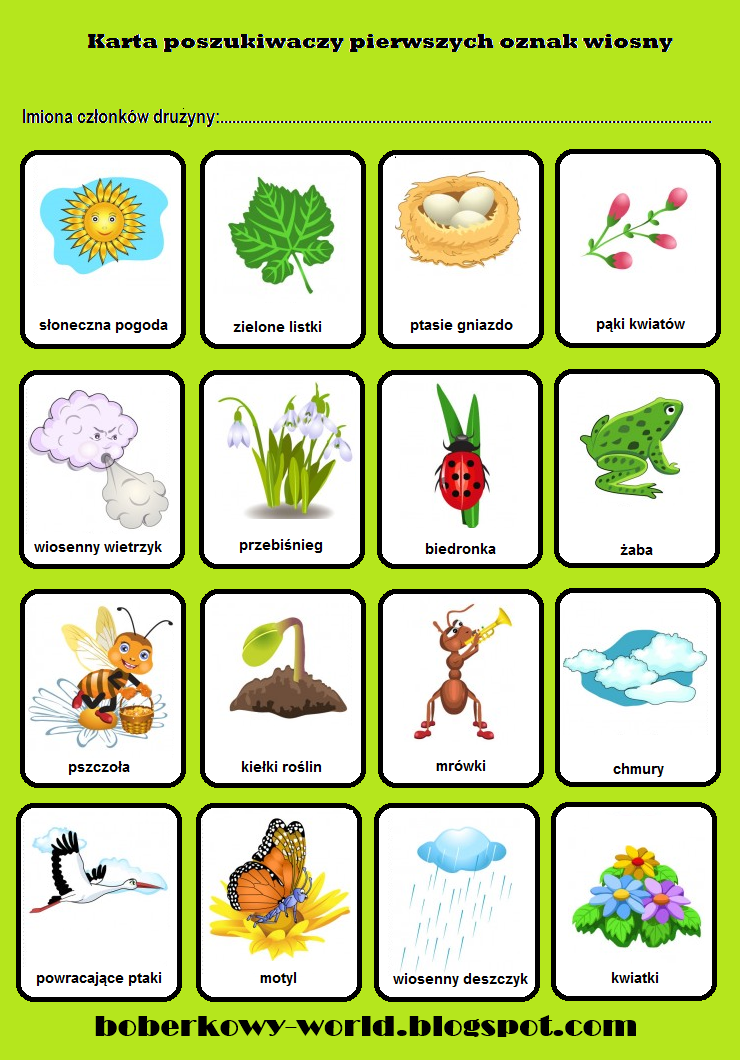 Karta poszukiwaczy pierwszych oznak wiosny
Imiona członków drużyny:...................................................................................................
słoneczna pogoda
zielone listki
ptasie gniazdo
pąki kwiatów
wiosenny wietrzyk
przebiśnieg
biedronka
żaba
pszczoła
kiełki roślin
mrówki
chmury
powracające ptaki
motyl
wiosenny deszczyk
kwiatki
boberkowy-world.blogspot.com